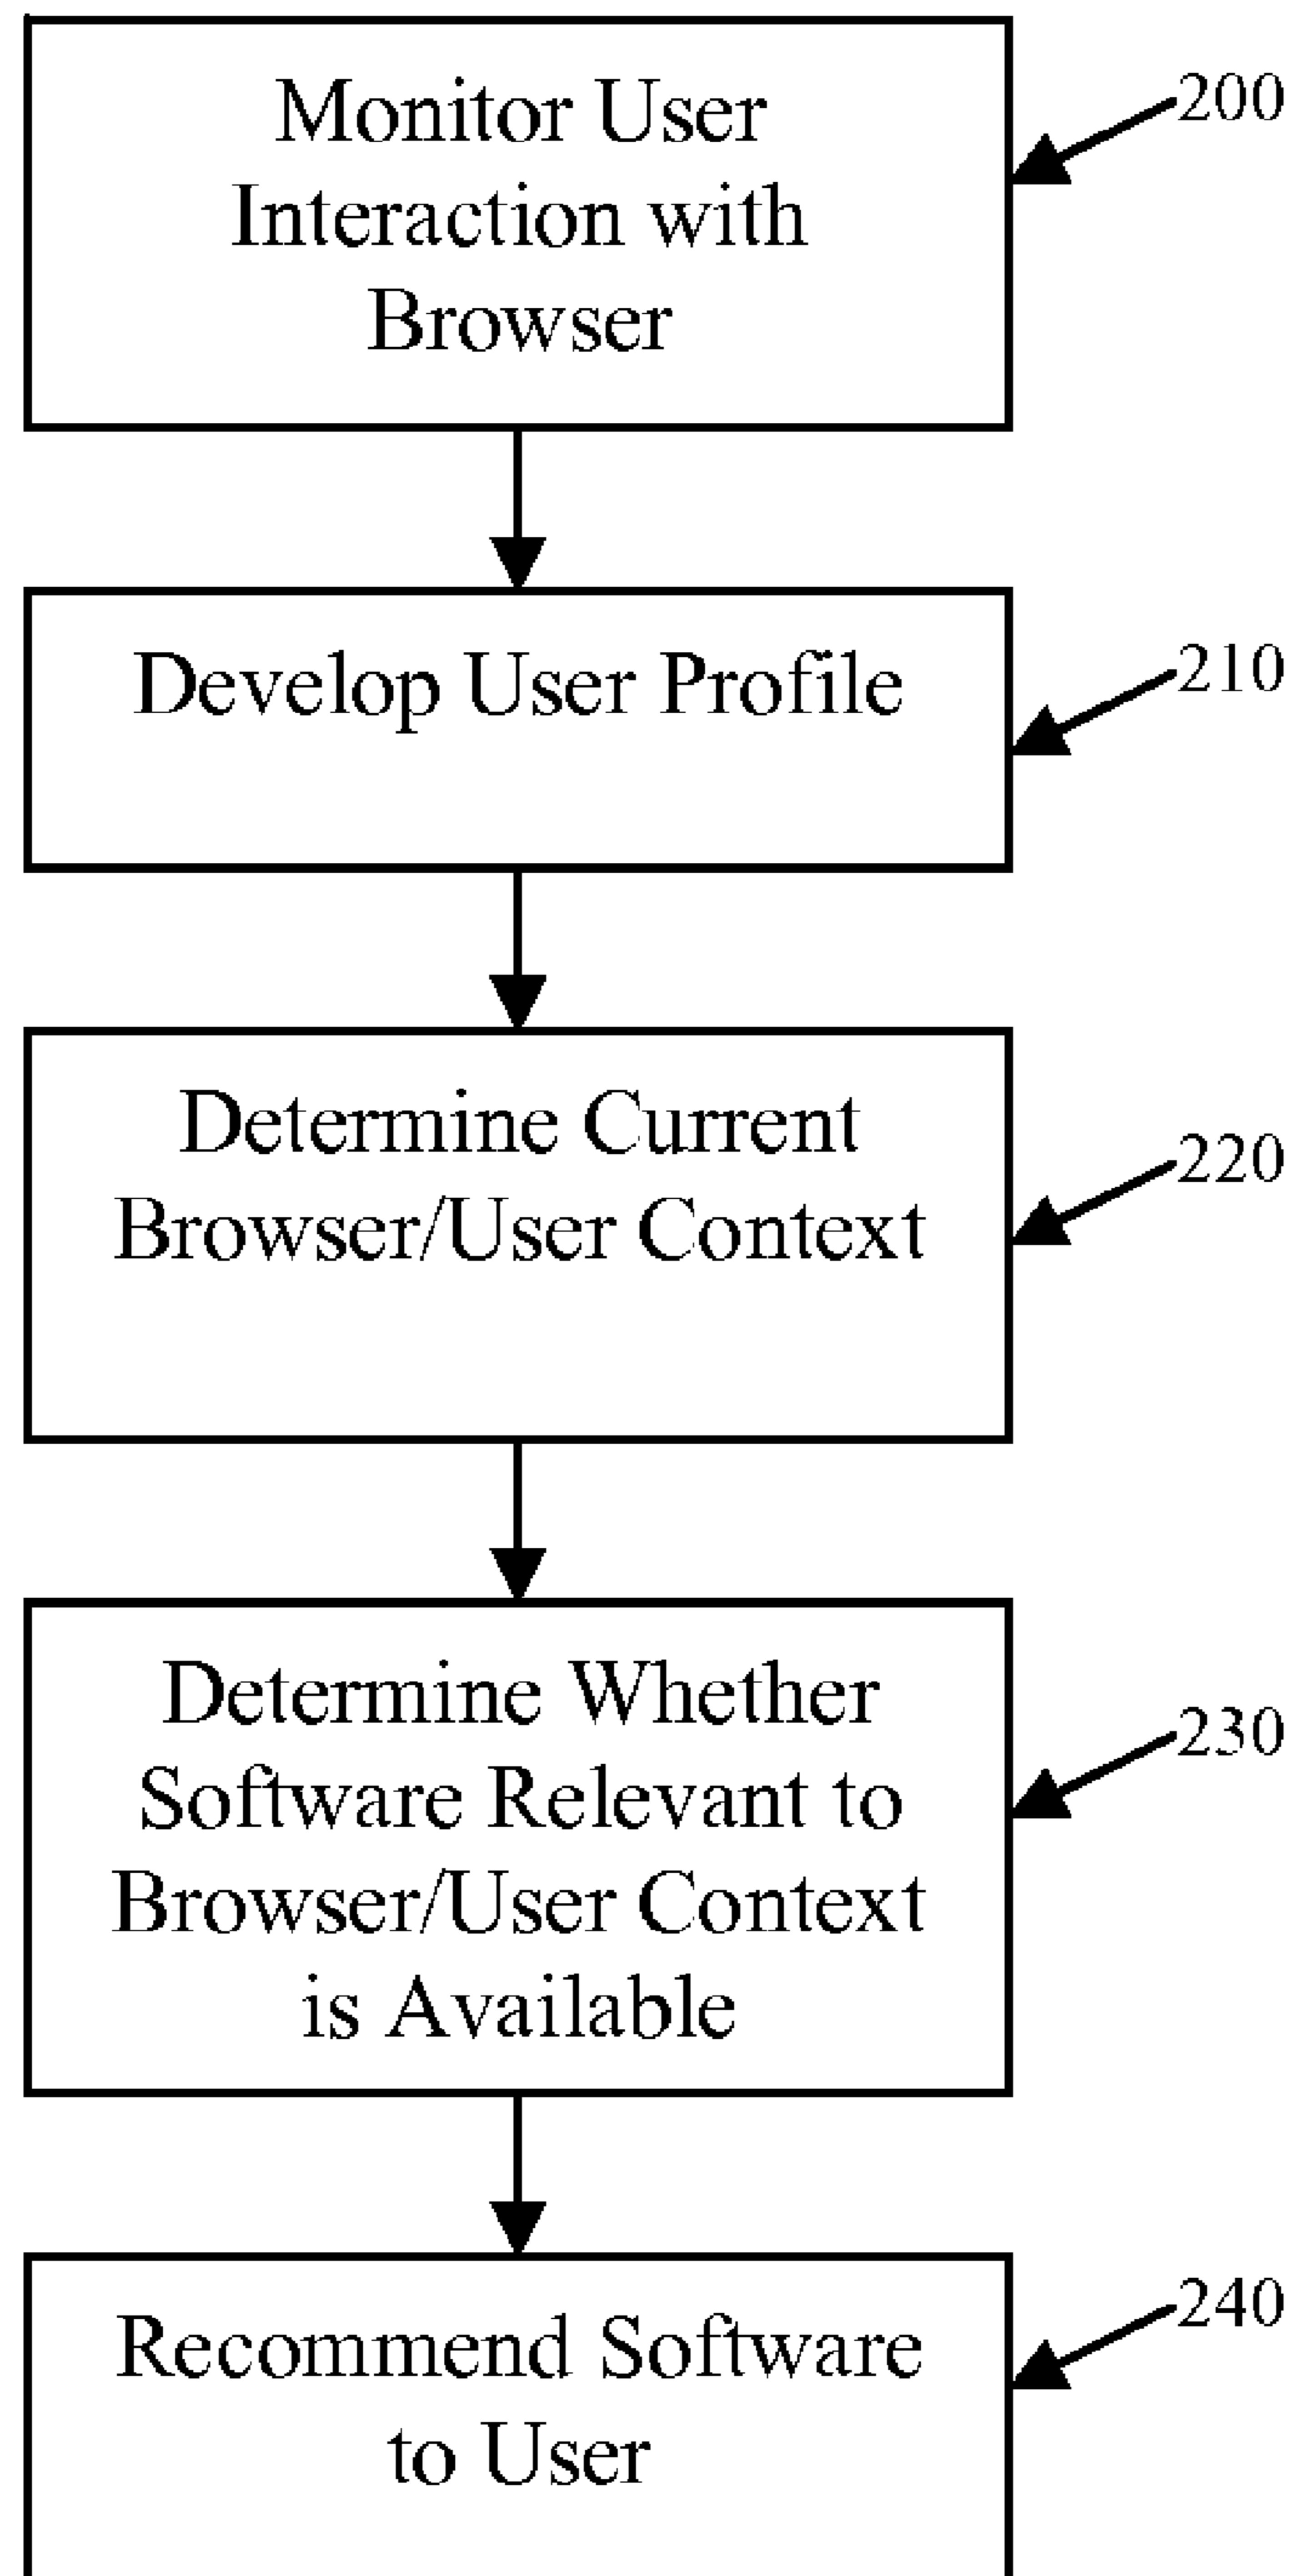 Monitor User
Interaction with
Browser
200
Develop User Profile
210
Determine Current
Browser/User Context
220
Determine Whether
Software Relevant to
Browser/User Context
is Available
230
Recommend Software
to User
240